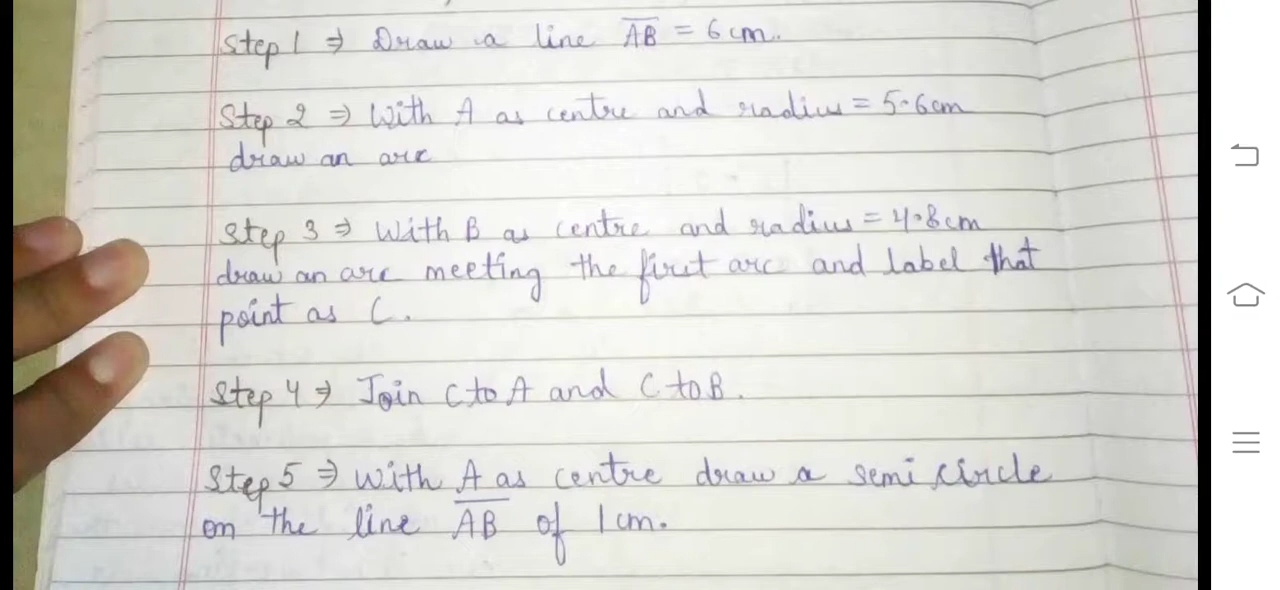 Step 1 ⇒ Draw a line A̅B̅ = 6 cm.
Step 2 ⇒ With A as centre and radius = 5.6cm
draw an arc
Step 3 ⇒ With B as centre and radius = 4.8cm
draw an arc meeting the first arc and label that
point as C.
Step 4 ⇒ Join C to A and C to B.
Step 5 ⇒ With A as centre draw a semi circle
on the line A̅B̅ of 1 cm.